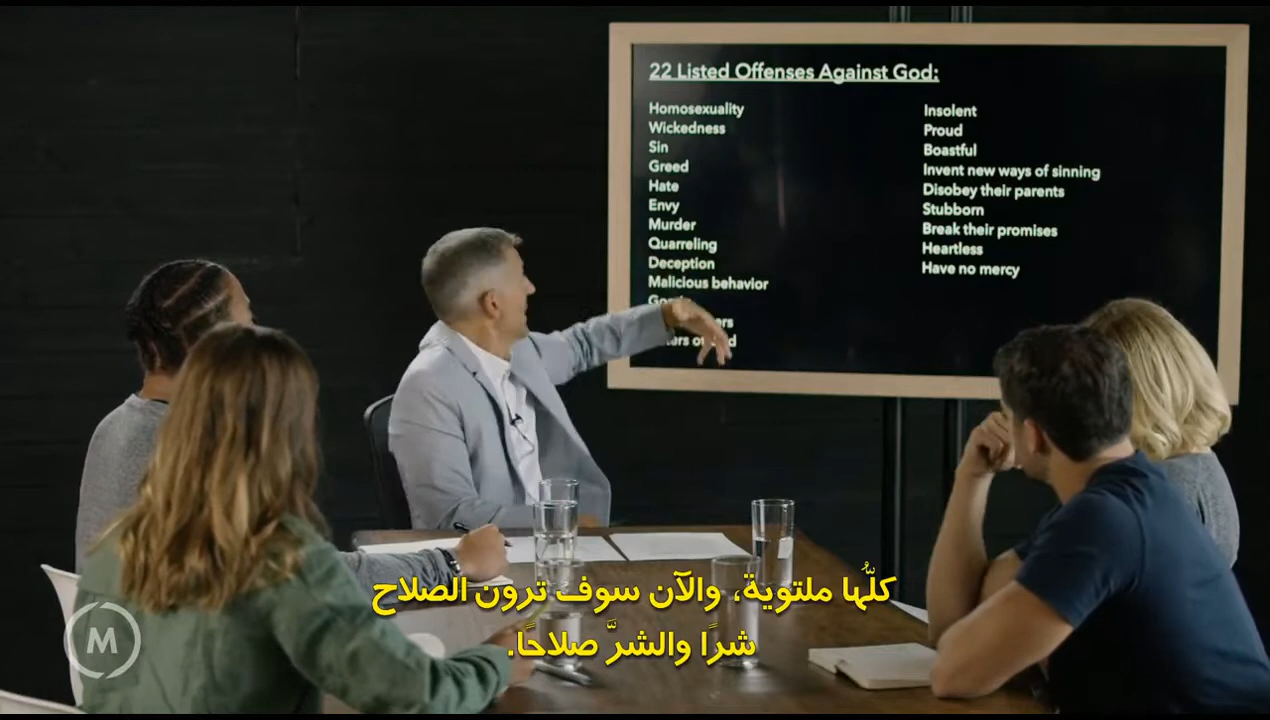 22 Listed Offenses Against God:
Homosexuality
Wickedness
Sin
Greed
Hate
Envy
Murder
Quarreling
Deception
Malicious behavior
Insolent
Proud
Boastful
Invent new ways of sinning
Disobey their parents
Stubborn
Break their promises
Heartless
Have no mercy
كلُّها ملتوية، والآن سوف ترون الصلاح
شرًا والشرَّ صلاحًا.
M